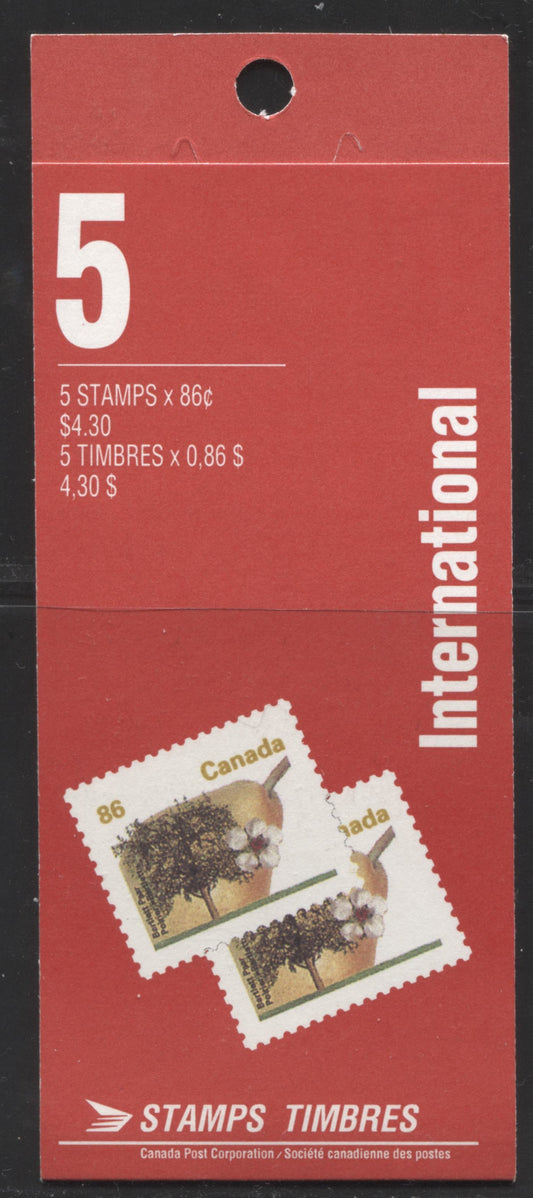 5
5 STAMPS x 86¢
$4.30
5 TIMBRES x 0,86 $
4,30 $
International
Canada
86
nada
STAMPS TIMBRES
Canada Post Corporation / Société canadienne des postes